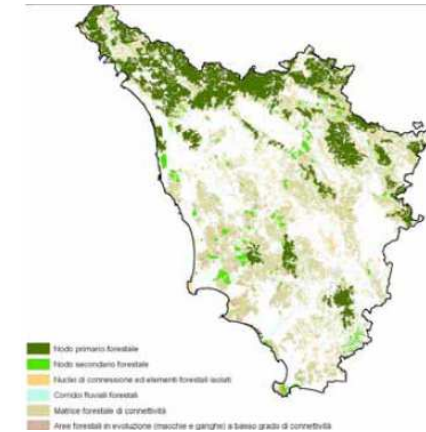 Nodo primario forestale
Nodo secondario forestale
Nuclei di connessione ed elementi forestali isolati
Corridoi fluviali forestali
Matrice forestale di connettività
Aree forestali in evoluzione (macchie e garighe) a basso grado di connettività